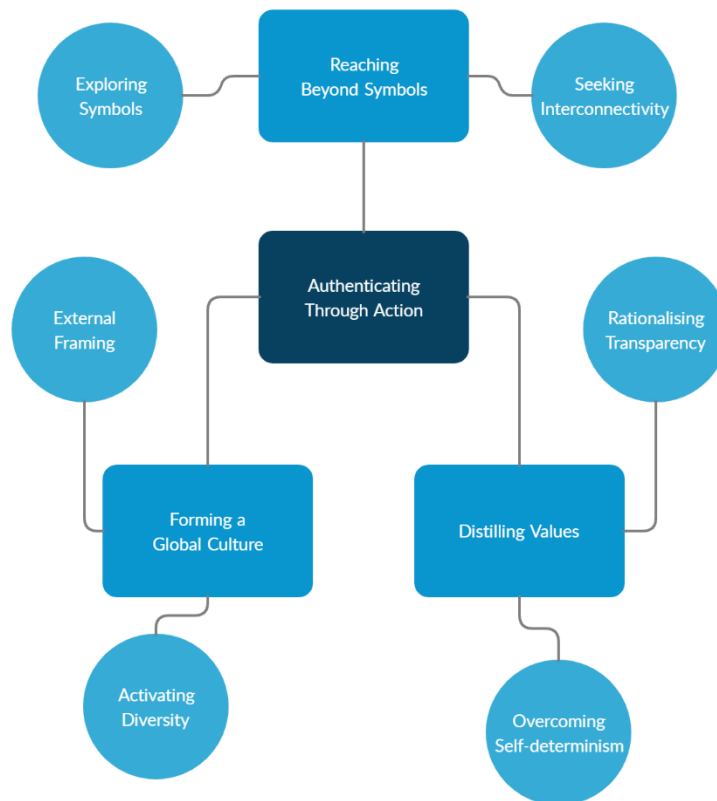 Reaching
Beyond Symbols
Exploring
Symbols
Seeking
Interconnectivity
Authenticating
Through Action
External
Framing
Rationalising
Transparency
Forming a
Global Culture
Distilling Values
Activating
Diversity
Overcoming
Self-determinism